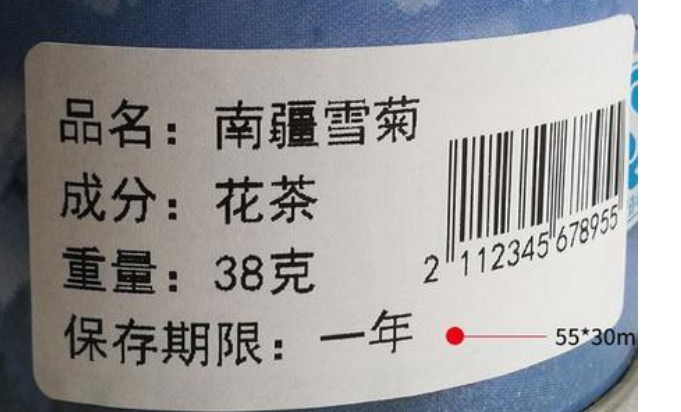 品名：南疆雪菊
成分：花茶
重量：38克
保存期限：一年
2 112345 678955
55*30m